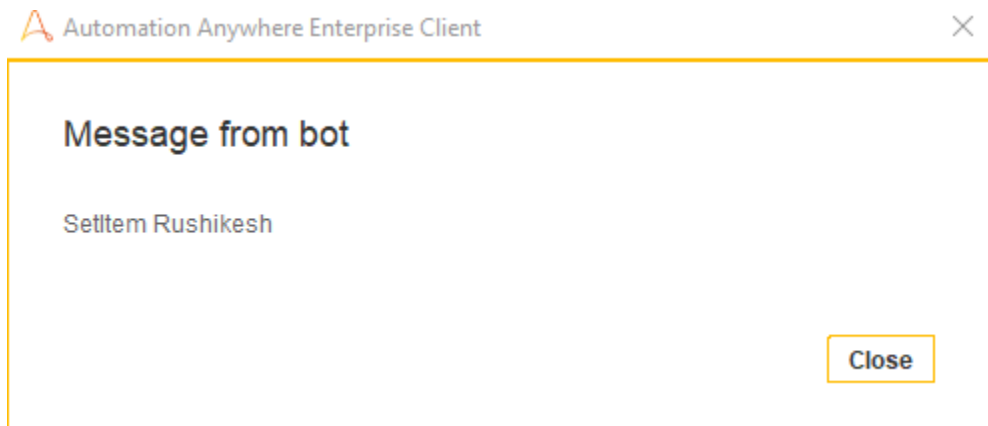 Automation Anywhere Enterprise Client
Message from bot
SetItem Rushikesh
Close